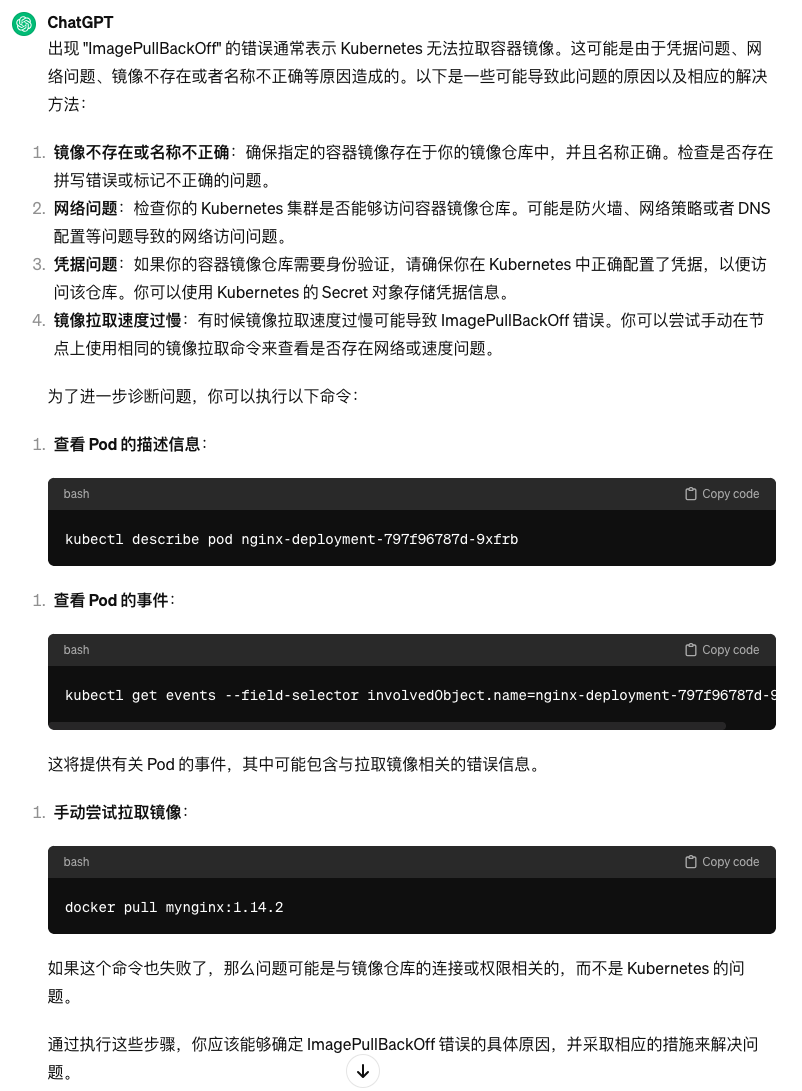 ChatGPT
出现 "ImagePullBackOff" 的错误通常表示 Kubernetes 无法拉取容器镜像。这可能是由于凭据问题、网
络问题、镜像不存在或者名称不正确等原因造成的。以下是一些可能导致此问题的原因以及相应的解决
方法：
1. 镜像不存在或名称不正确：确保指定的容器镜像存在于你的镜像仓库中，并且名称正确。检查是否存在
拼写错误或标记不正确的问题。
2. 网络问题：检查你的 Kubernetes 集群是否能够访问容器镜像仓库。可能是防火墙、网络策略或者 DNS
配置等问题导致的网络访问问题。
3. 凭据问题：如果你的容器镜像仓库需要身份验证，请确保你在 Kubernetes 中正确配置了凭据，以便访
问该仓库。你可以使用 Kubernetes 的 Secret 对象存储凭据信息。
4. 镜像拉取速度过慢：有时候镜像拉取速度过慢可能导致 ImagePullBackOff 错误。你可以尝试手动在节
点上使用相同的镜像拉取命令来查看是否存在网络或速度问题。
为了进一步诊断问题，你可以执行以下命令：
1. 查看 Pod 的描述信息：
bash Copy code
kubectl describe pod nginx-deployment-797f96787d-9xfrb
1. 查看 Pod 的事件：
bash Copy code
kubectl get events --field-selector involvedObject.name=nginx-deployment-797f96787d-9
这将提供有关 Pod 的事件，其中可能包含与拉取镜像相关的错误信息。
1. 手动尝试拉取镜像：
bash Copy code
docker pull mynginx:1.14.2
如果这个命令也失败了，那么问题可能是与镜像仓库的连接或权限相关的，而不是 Kubernetes 的问
题。
通过执行这些步骤，你应该能够确定 ImagePullBackOff 错误的具体原因，并采取相应的措施来解决问
题。